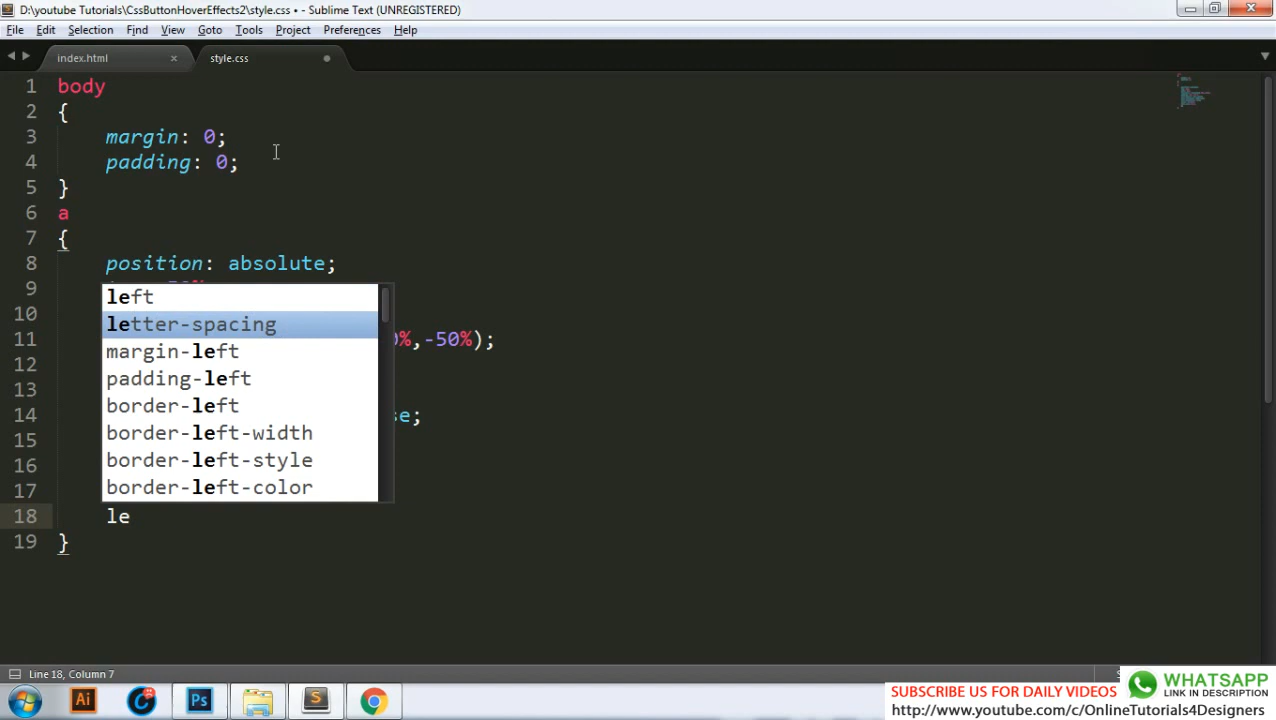 D:\youtube Tutorials\CssButtonHoverEffects2\style.css • - Sublime Text (UNREGISTERED)
File Edit Selection Find View Goto Tools Project Preferences Help
index.html × style.css
1 body
2 {
3 margin: 0;
4 padding: 0;
5 }
6 a
7 {
8 position: absolute;
9
left
10
letter-spacing
11 %,-50%);
margin-left
12
padding-left
13
border-left
14 se;
border-left-width
15
border-left-style
16
border-left-color
17
18 le
19 }
Line 18, Column 7
SUBSCRIBE US FOR DAILY VIDEOS
http://www.youtube.com/c/OnlineTutorials4Designers
WHATSAPP
LINK IN DESCRIPTION
Ai
Ps
S